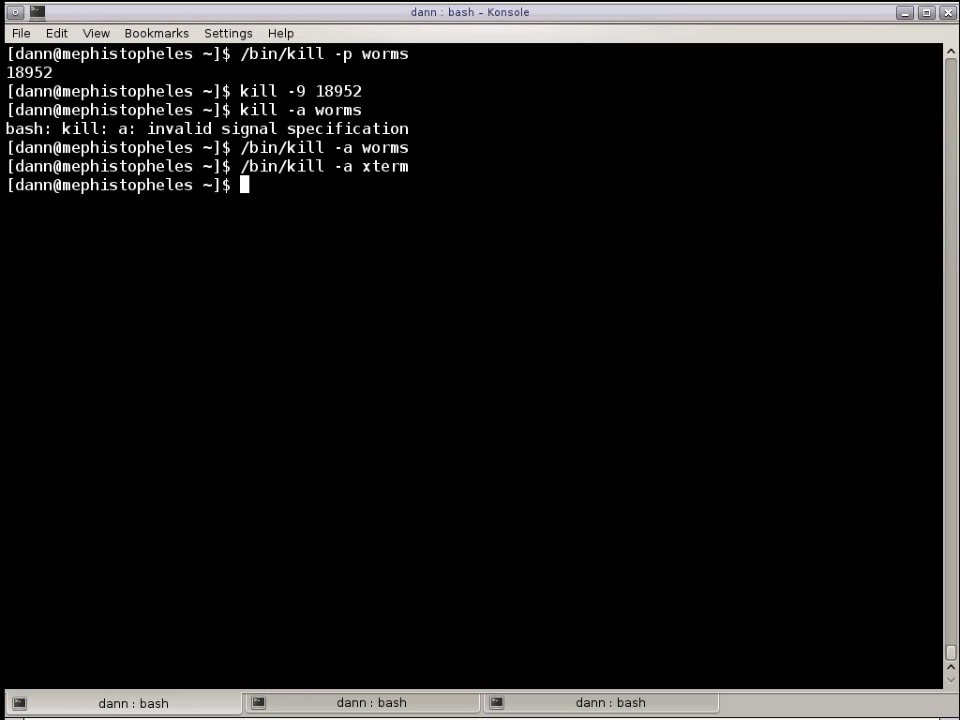 dann : bash - Konsole
File Edit View Bookmarks Settings Help
[dann@mephistopheles ~]$ /bin/kill -p worms
18952
[dann@mephistopheles ~]$ kill -9 18952
[dann@mephistopheles ~]$ kill -a worms
bash: kill: a: invalid signal specification
[dann@mephistopheles ~]$ /bin/kill -a worms
[dann@mephistopheles ~]$ /bin/kill -a xterm
[dann@mephistopheles ~]$
dann : bash dann : bash dann : bash